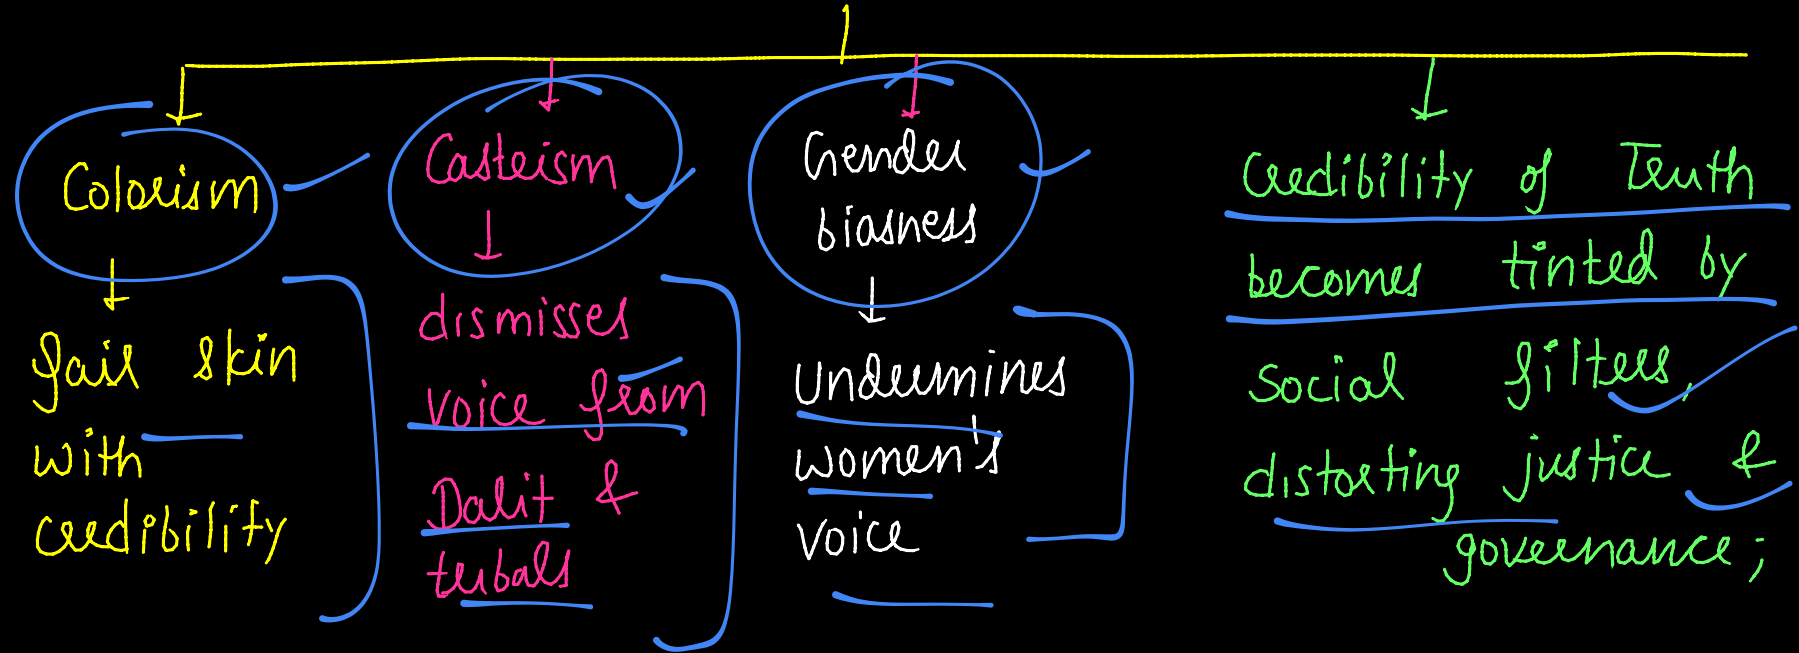 Colorism
fair skin
with
credibility
Casteism
dismisses
voice from
Dalit &
tribals
Gender
biasness
Undermines
women's
voice
Credibility of Truth
becomes tinted by
social filters,
distorting justice &
governance;